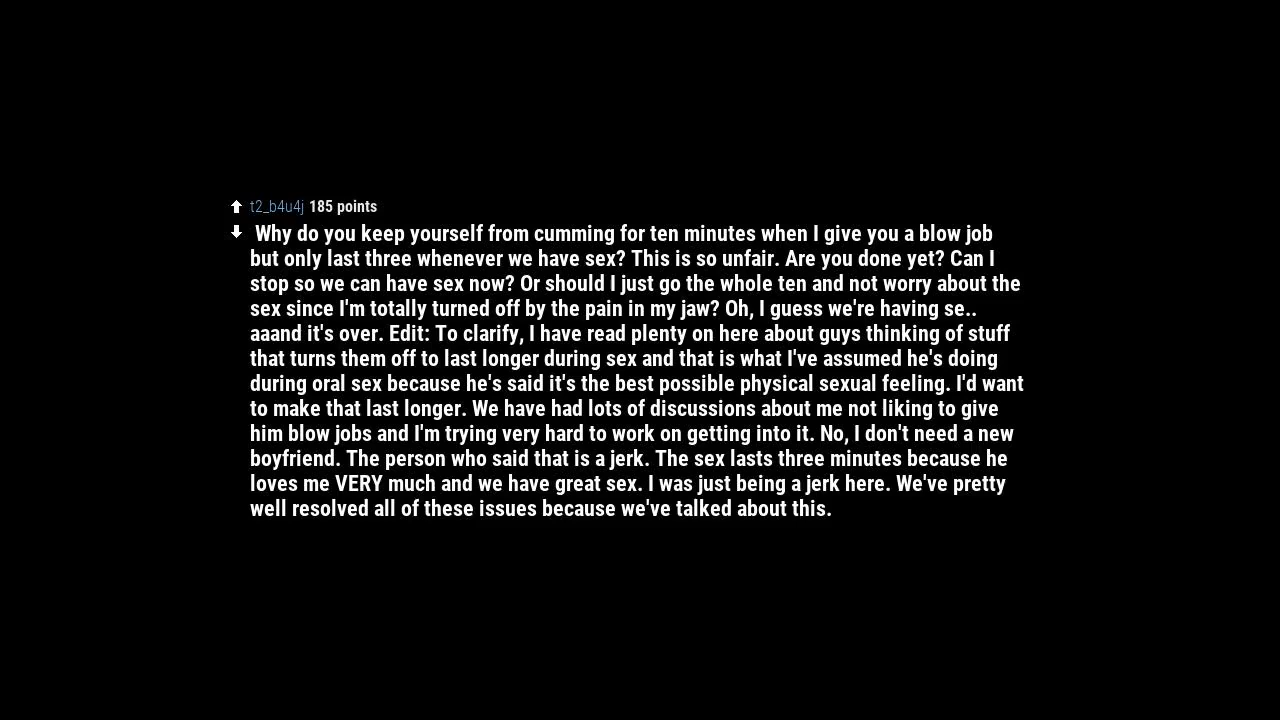 t2_b4u4j 185 points
Why do you keep yourself from cumming for ten minutes when I give you a blow job
but only last three whenever we have sex? This is so unfair. Are you done yet? Can I
stop so we can have sex now? Or should I just go the whole ten and not worry about the
sex since I'm totally turned off by the pain in my jaw? Oh, I guess we're having se..
aaand it's over. Edit: To clarify, I have read plenty on here about guys thinking of stuff
that turns them off to last longer during sex and that is what I've assumed he's doing
during oral sex because he's said it's the best possible physical sexual feeling. I'd want
to make that last longer. We have had lots of discussions about me not liking to give
him blow jobs and I'm trying very hard to work on getting into it. No, I don't need a new
boyfriend. The person who said that is a jerk. The sex lasts three minutes because he
loves me VERY much and we have great sex. I was just being a jerk here. We've pretty
well resolved all of these issues because we've talked about this.